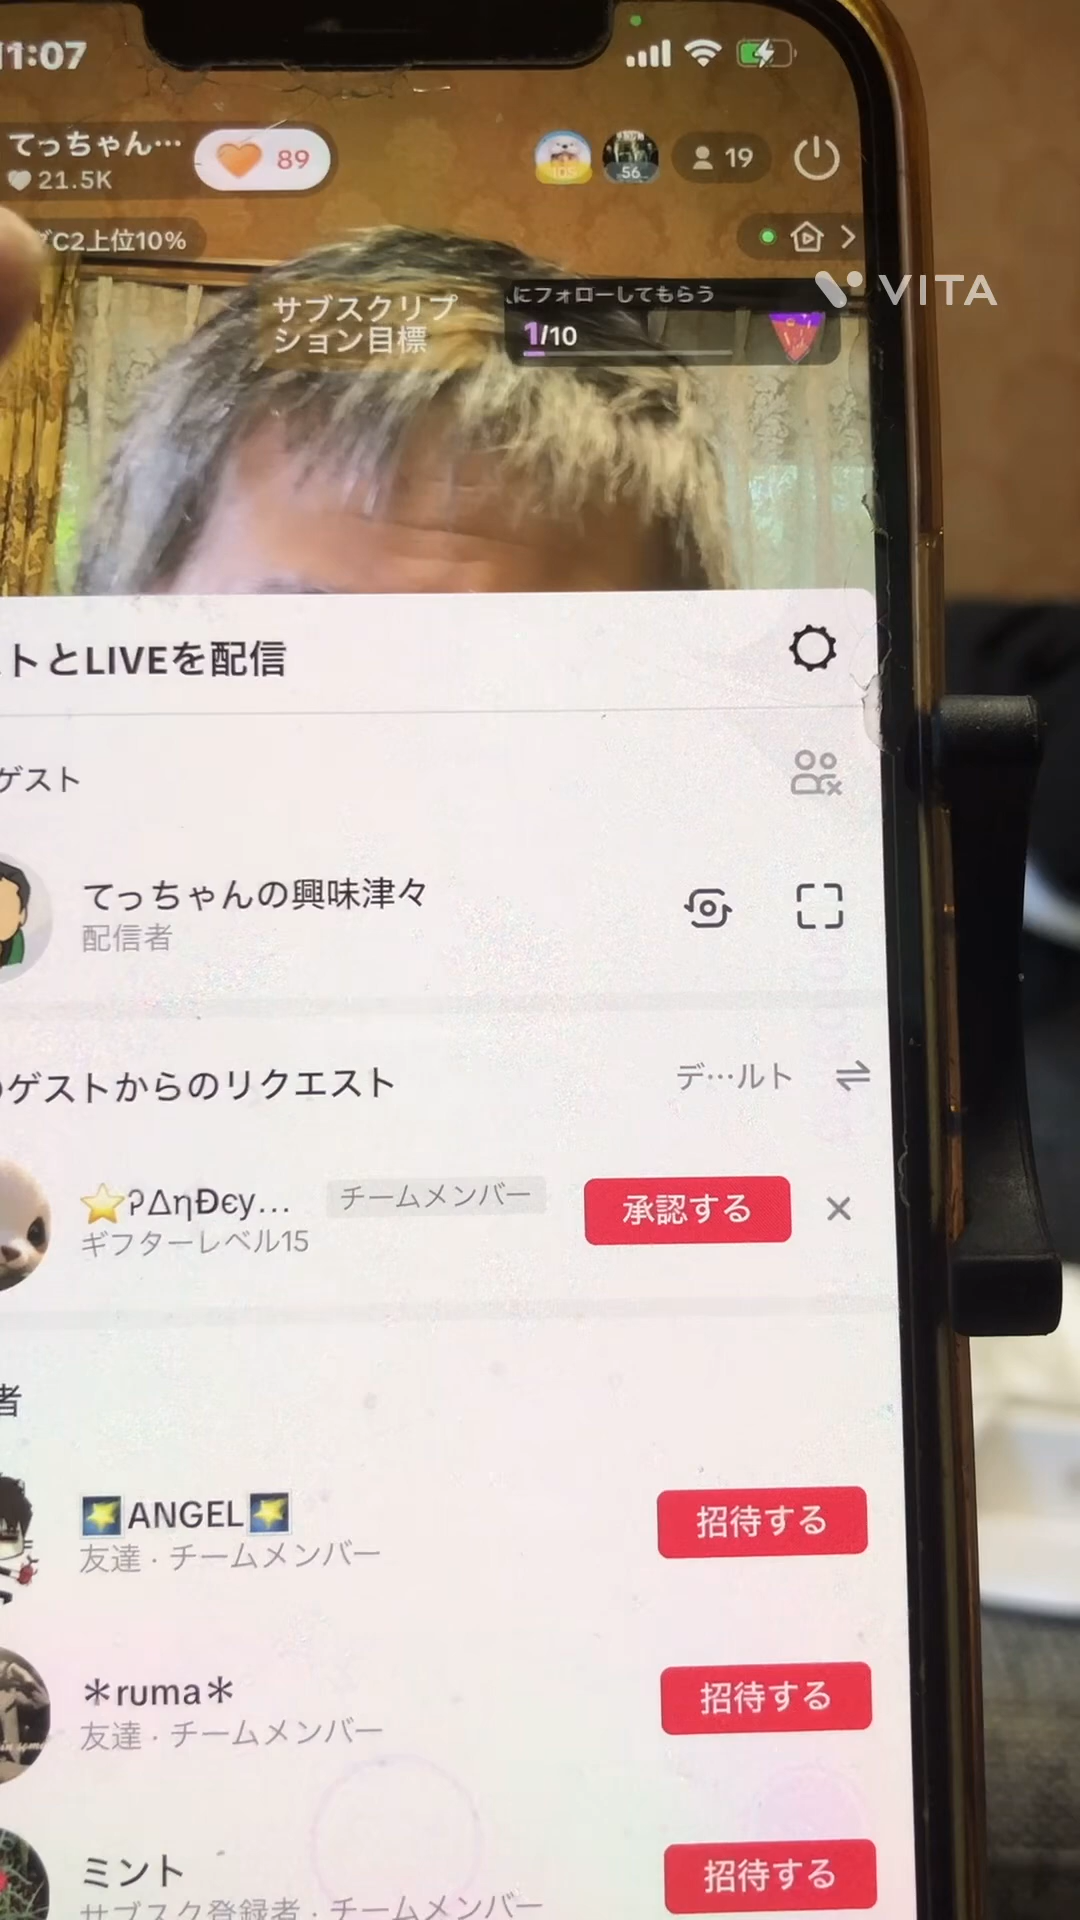 11:07
てっちゃん…
89
21.5K
105
56
19
C2上位10%
VITA
サブスクリプ
ション目標
にフォローしてもらう
1/10
トとLIVEを配信
ゲスト
てっちゃんの興味津々
配信者
ゲストからのリクエスト
デ…ルト
⭐ʔΔηÐєy...
チームメンバー
承認する
ギフターレベル15
者
🌠ANGEL🌠
招待する
友達・チームメンバー
＊ruma＊
招待する
友達・チームメンバー
ミント
招待する
サブスク登録者・チームメンバー